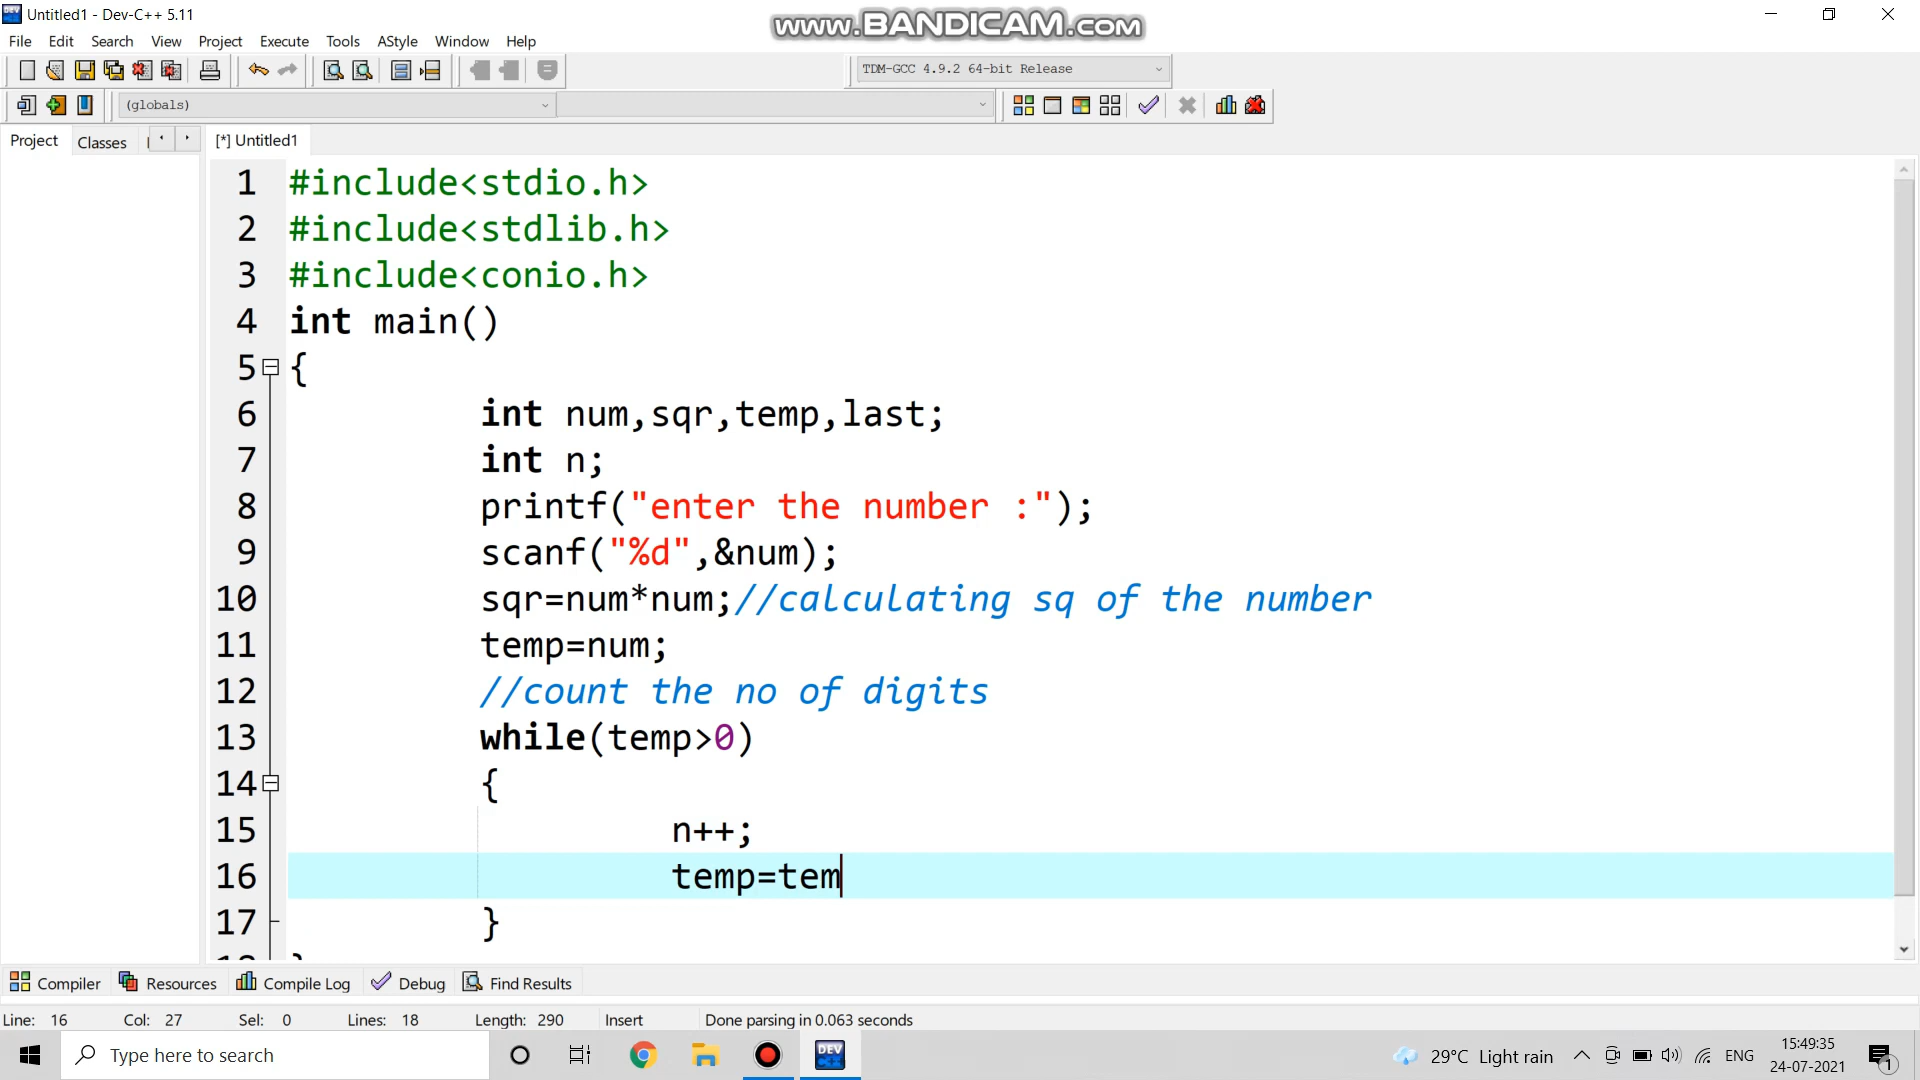 Untitled1 - Dev-C++ 5.11
www.BANDICAM.com
File Edit Search View Project Execute Tools AStyle Window Help
TDM-GCC 4.9.2 64-bit Release
(globals)
Project Classes
[*] Untitled1
1 #include<stdio.h>
2 #include<stdlib.h>
3 #include<conio.h>
4 int main()
5 {
6 int num,sqr,temp,last;
7 int n;
8 printf("enter the number :");
9 scanf("%d",&num);
10 sqr=num*num;//calculating sq of the number
11 temp=num;
12 //count the no of digits
13 while(temp>0)
14 {
15 n++;
16 temp=tem
17 }
Compiler Resources Compile Log Debug Find Results
Line: 16 Col: 27 Sel: 0 Lines: 18 Length: 290 Insert Done parsing in 0.063 seconds
Type here to search
DEV
29°C Light rain
ENG
15:49:35
24-07-2021
1